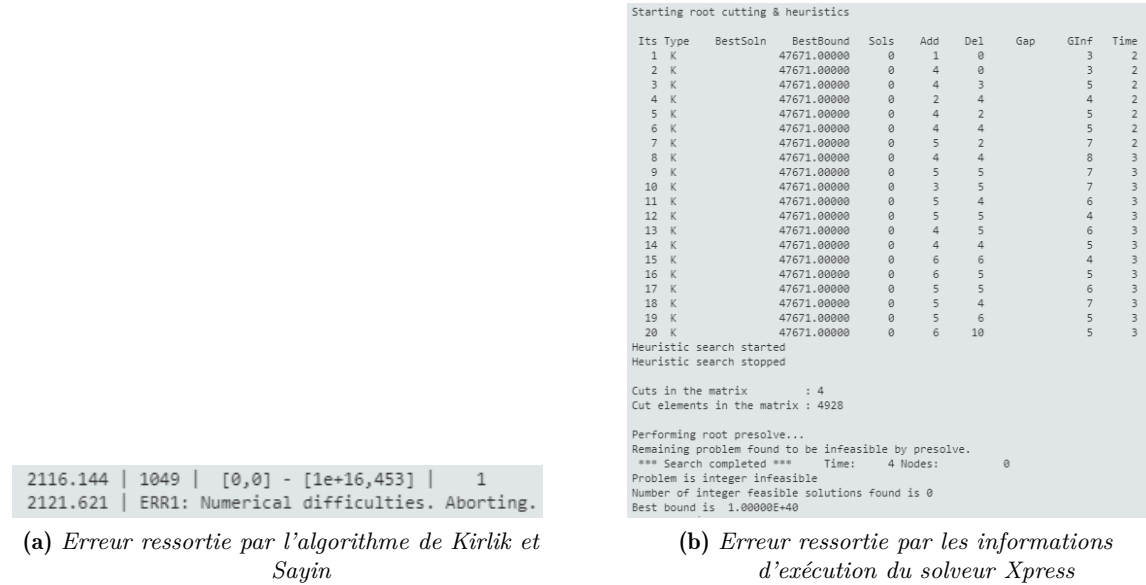 2116.144 | 1049 | [0,0] - [1e+16,453] | 1
2121.621 | ERR1: Numerical difficulties. Aborting.
(a) Erreur ressortie par l'algorithme de Kirlik et
Sayin
Starting root cutting & heuristics
Its Type BestSoln BestBound Sols Add Del Gap GInf Time
1 K 47671.00000 0 1 0 3 2
2 K 47671.00000 0 4 0 3 2
3 K 47671.00000 0 4 3 5 2
4 K 47671.00000 0 2 4 4 2
5 K 47671.00000 0 4 2 5 2
6 K 47671.00000 0 4 4 5 2
7 K 47671.00000 0 5 2 7 2
8 K 47671.00000 0 4 4 8 3
9 K 47671.00000 0 5 5 7 3
10 K 47671.00000 0 3 5 7 3
11 K 47671.00000 0 5 4 6 3
12 K 47671.00000 0 5 5 4 3
13 K 47671.00000 0 4 5 6 3
14 K 47671.00000 0 4 4 5 3
15 K 47671.00000 0 6 6 4 3
16 K 47671.00000 0 6 5 5 3
17 K 47671.00000 0 5 5 6 3
18 K 47671.00000 0 5 4 7 3
19 K 47671.00000 0 5 6 5 3
20 K 47671.00000 0 6 10 5 3
Heuristic search started
Heuristic search stopped
Cuts in the matrix : 4
Cut elements in the matrix : 4928
Performing root presolve...
Remaining problem found to be infeasible by presolve.
*** Search completed *** Time: 4 Nodes: 0
Problem is integer infeasible
Number of integer feasible solutions found is 0
Best bound is 1.00000E+40
(b) Erreur ressortie par les informations
d'exécution du solveur Xpress